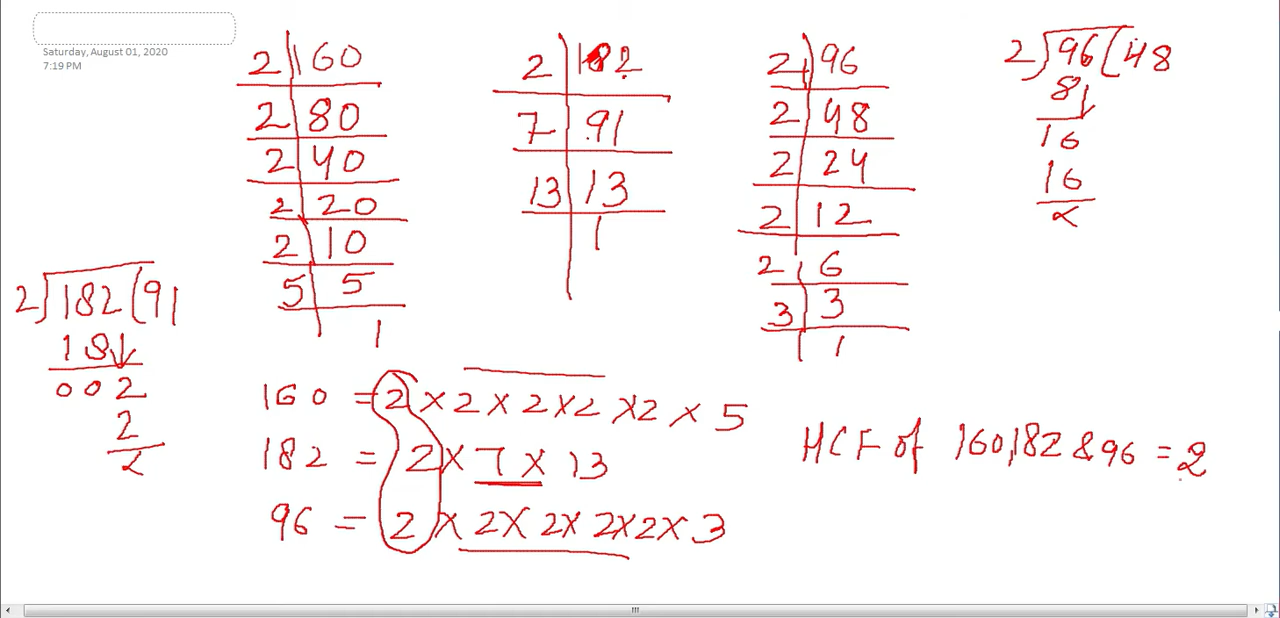 Saturday, August 01, 2020
7:19 PM
2 | 160
2 | 80
2 | 40
2 | 20
2 | 10
5 | 5
1
2 | 182
7 | 91
13 | 13
1
2 | 96
2 | 48
2 | 24
2 | 12
2 | 6
3 | 3
1
2) 96 ( 48
8↓
16
16
×
2) 182 ( 91
18↓
002
2
×
160 = 2 × 2 × 2 × 2 × 2 × 5
182 = 2 × 7 × 13
96 = 2 × 2 × 2 × 2 × 2 × 3
HCF of 160,182 & 96 = 2